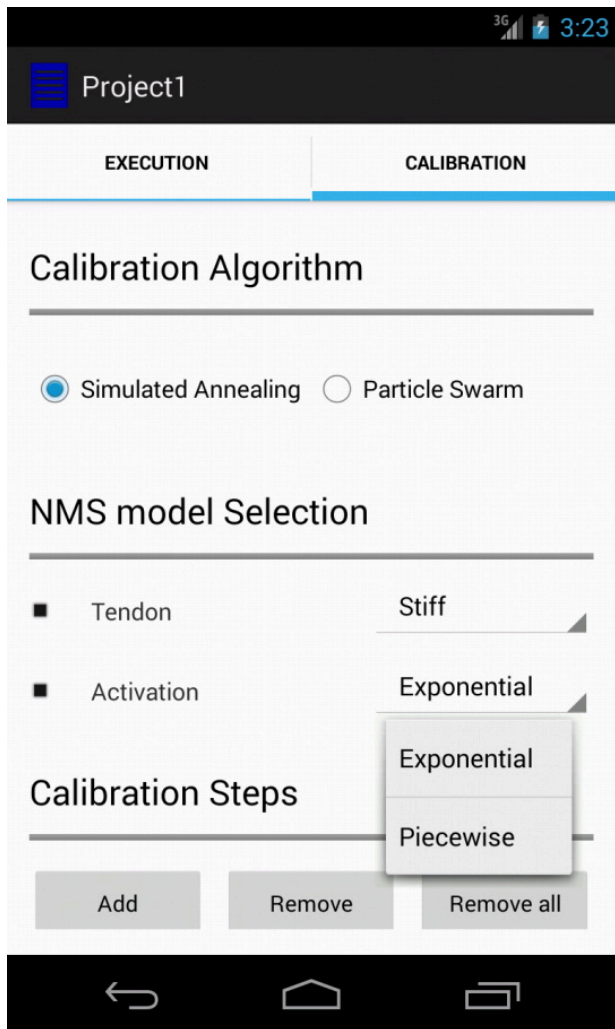 3G 3:23
Project1
EXECUTION CALIBRATION
Calibration Algorithm
Simulated Annealing Particle Swarm
NMS model Selection
Tendon Stiff
Activation Exponential
Exponential
Calibration Steps
Piecewise
Add Remove Remove all